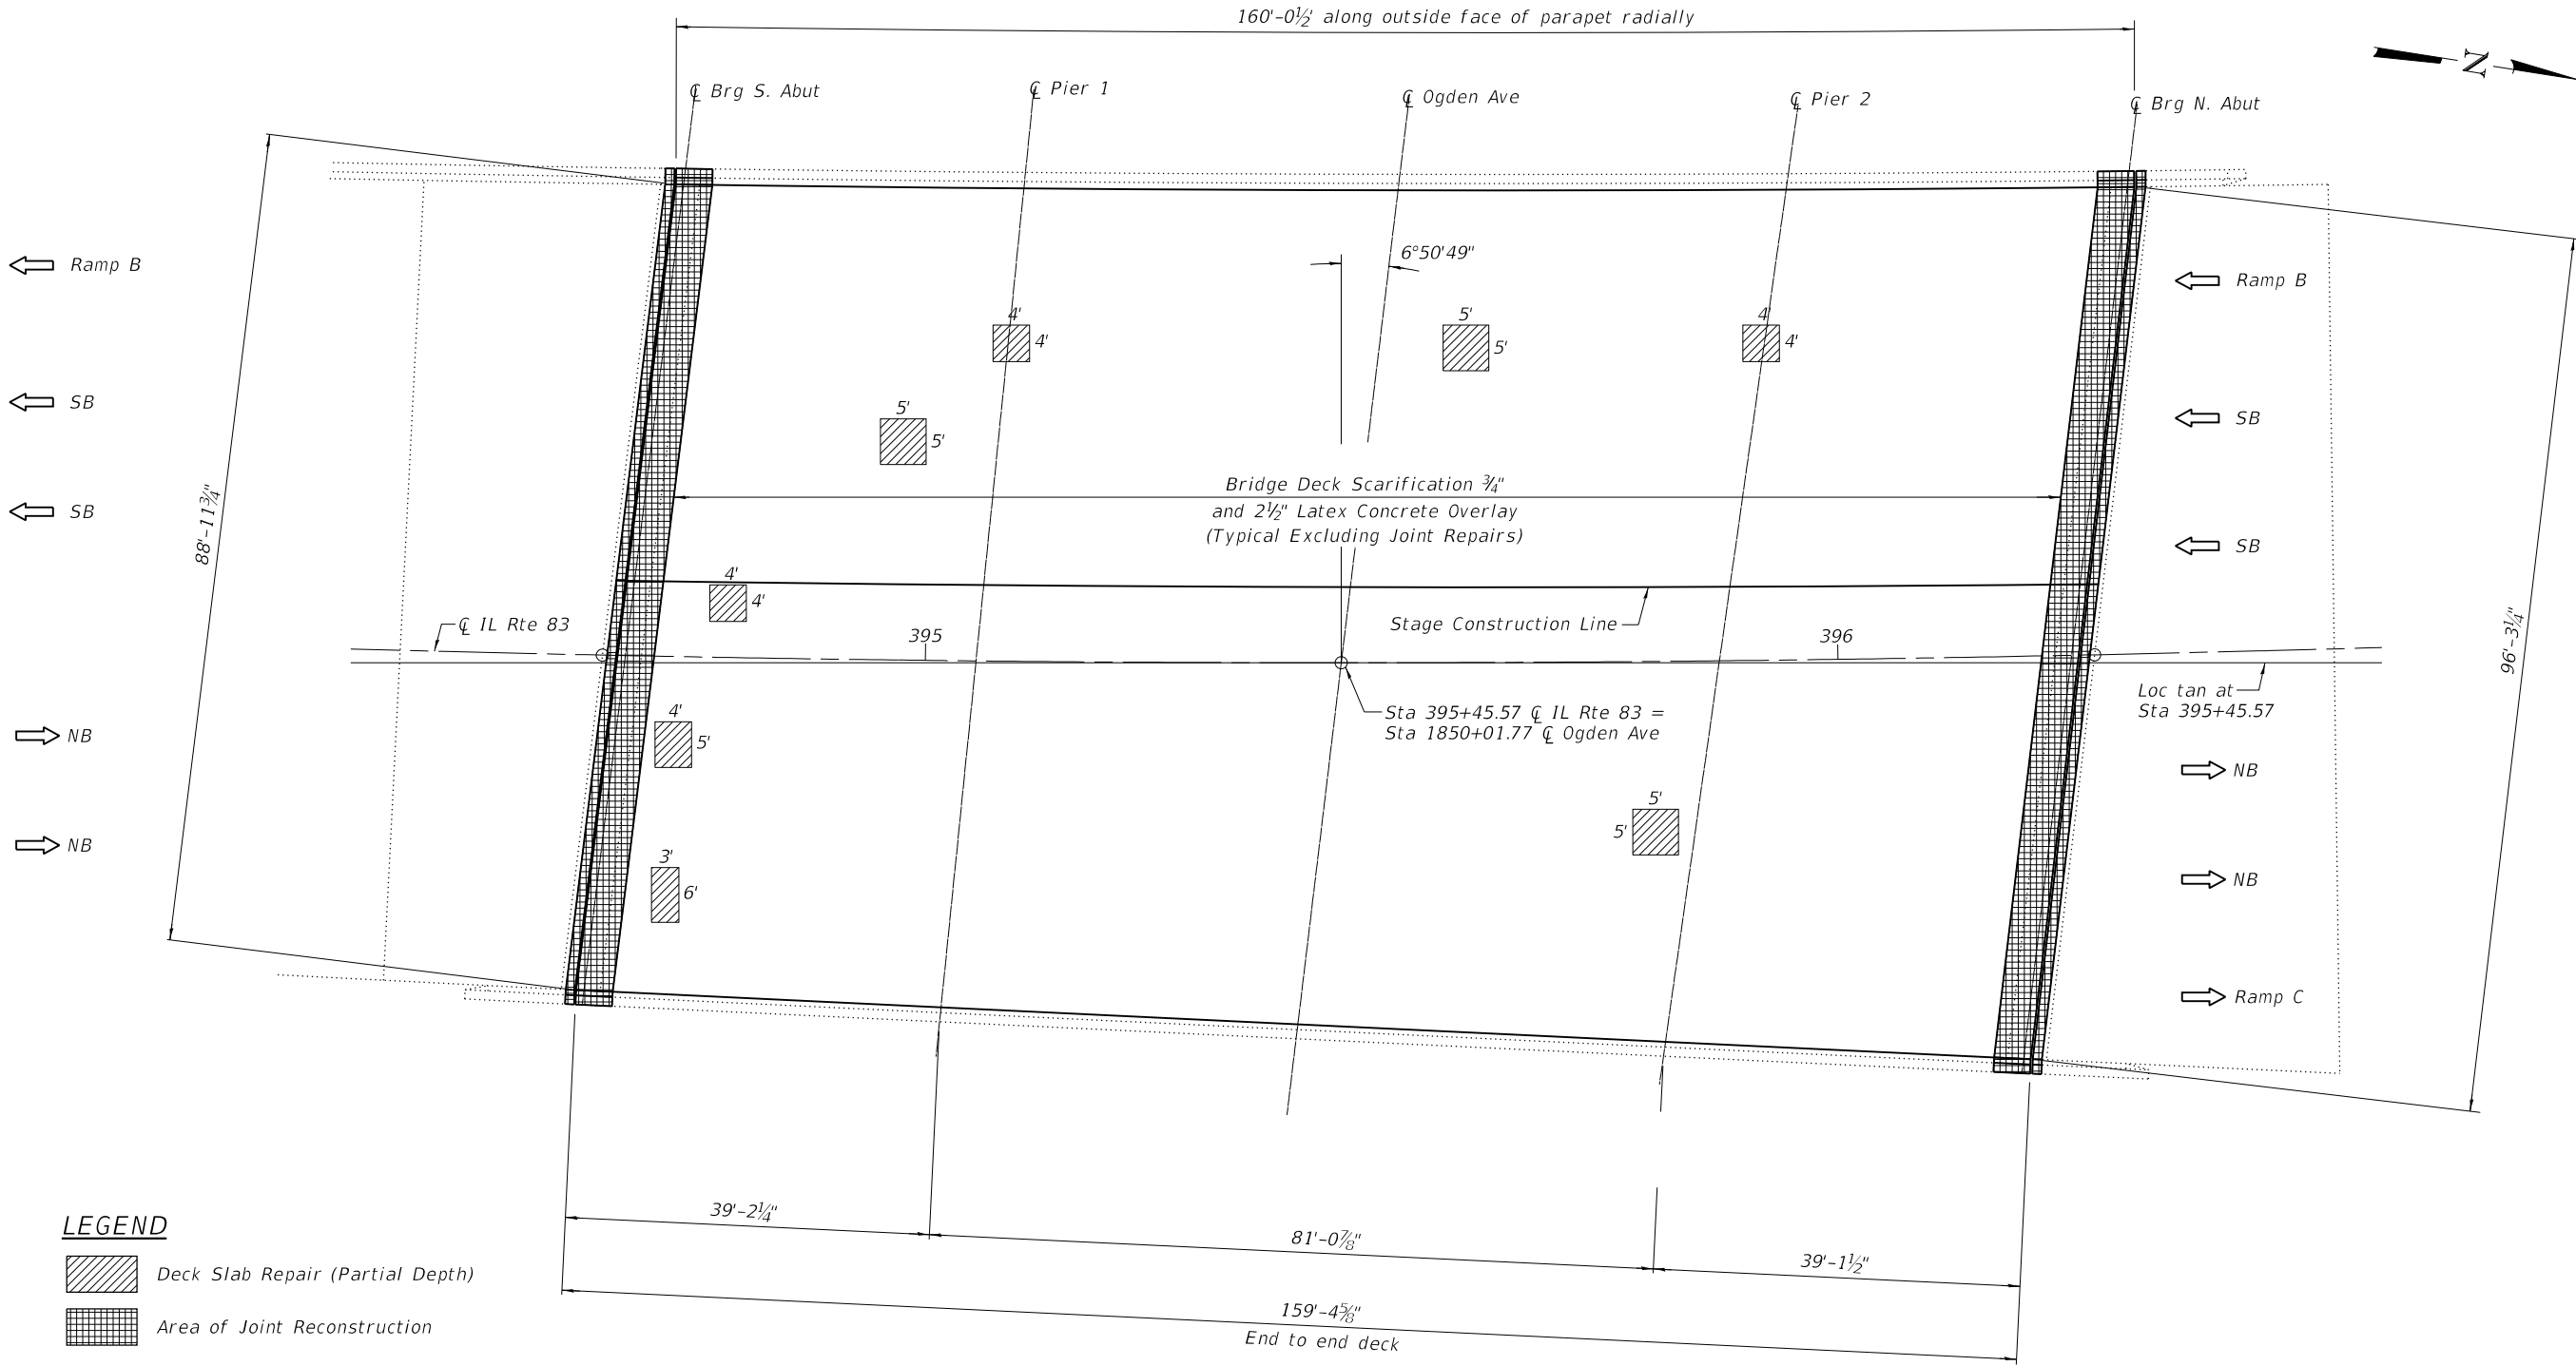 160'-0½' along outside face of parapet radially
N
℄ Brg S. Abut
℄ Pier 1
℄ Ogden Ave
℄ Pier 2
℄ Brg N. Abut
6°50'49"
Ramp B
Ramp B
4'
4'
5'
5'
4'
4'
SB
5'
5'
SB
88'-11¾"
SB
Bridge Deck Scarification ¾"
and 2½" Latex Concrete Overlay
(Typical Excluding Joint Repairs)
SB
4'
4'
℄ IL Rte 83
395
Stage Construction Line
396
96'-3¼"
Loc tan at
Sta 395+45.57
Sta 395+45.57 ℄ IL Rte 83 =
Sta 1850+01.77 ℄ Ogden Ave
NB
4'
5'
NB
5'
5'
NB
3'
6'
NB
Ramp C
39'-2¼"
81'-0⅞"
39'-1½"
159'-4⅝"
End to end deck
LEGEND
Deck Slab Repair (Partial Depth)
Area of Joint Reconstruction